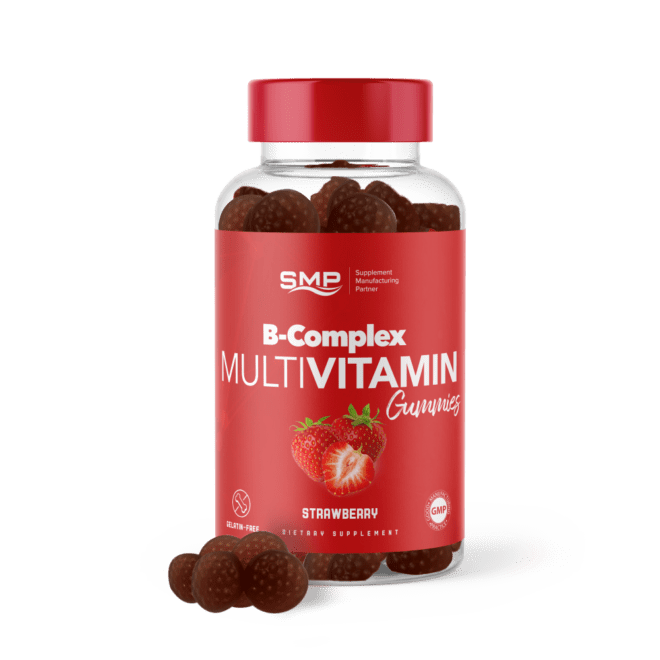 SMP
Supplement
Manufacturing
Partner
B-Complex
MULTIVITAMIN
Gummies
STRAWBERRY
DIETARY SUPPLEMENT
GELATIN-FREE
GMP